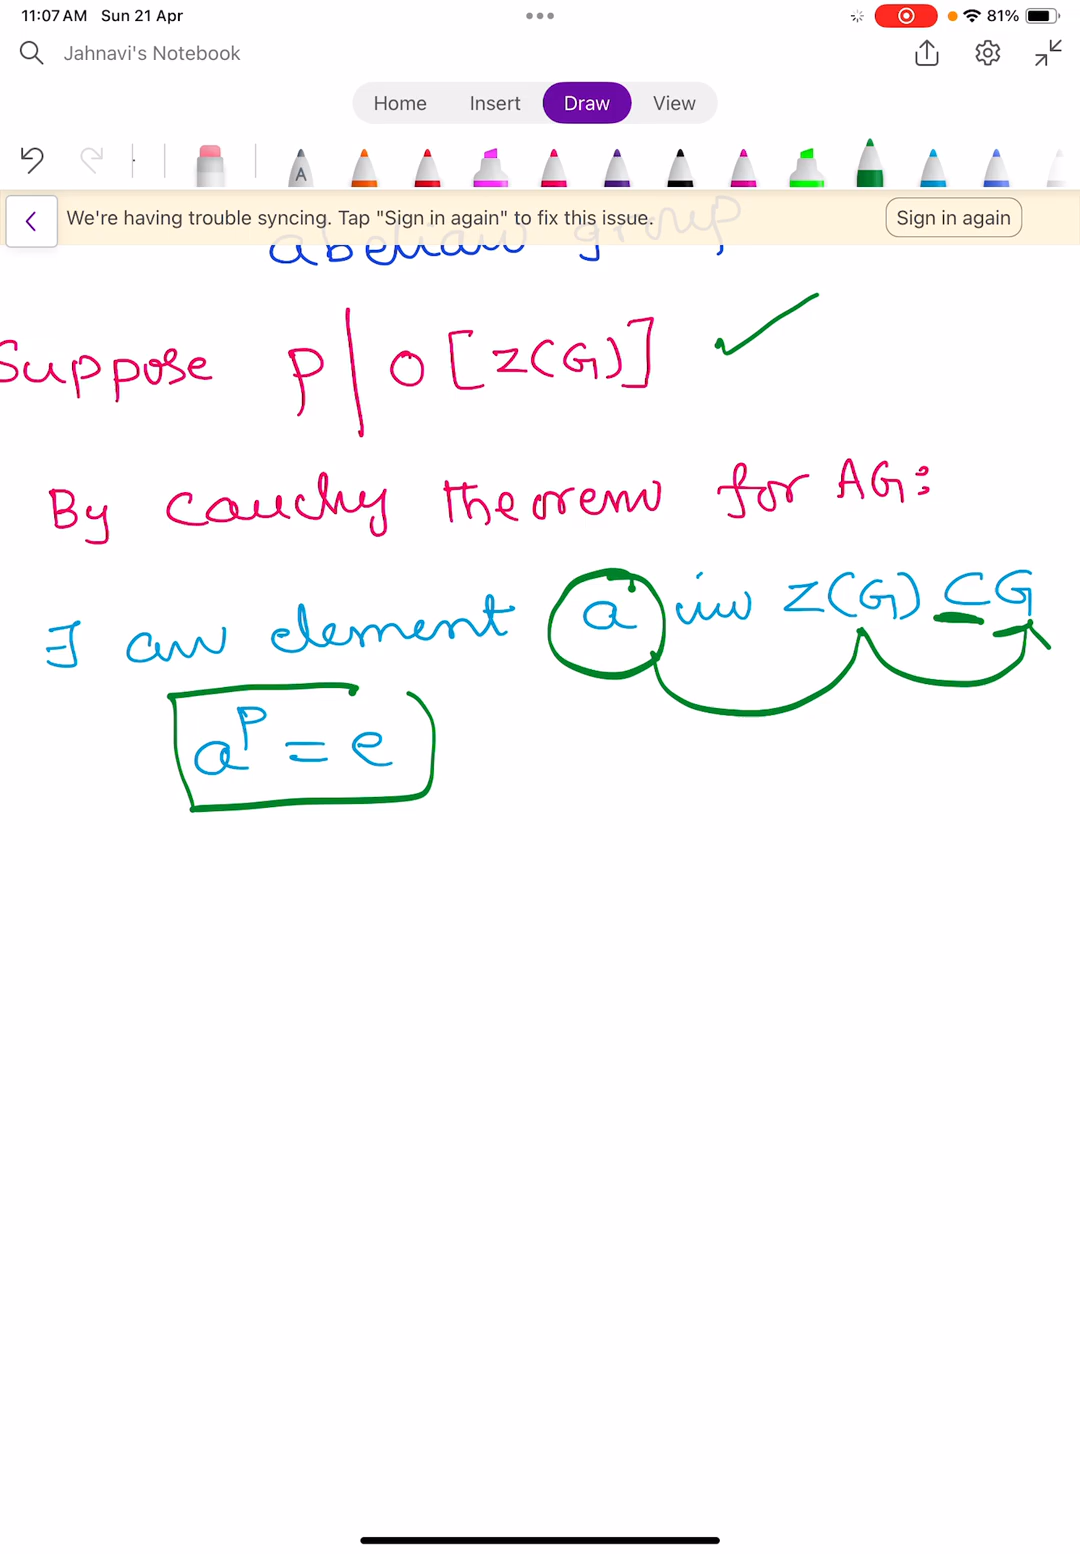 11:07 AM Sun 21 Apr
81%
Jahnavi's Notebook
Home Insert Draw View
A
We're having trouble syncing. Tap "Sign in again" to fix this issue.
Sign in again
abelian group
Suppose p | O[Z(G)] ✓
By cauchy theorem for AG:
∃ an element a in Z(G) ⊆ G
a^p = e